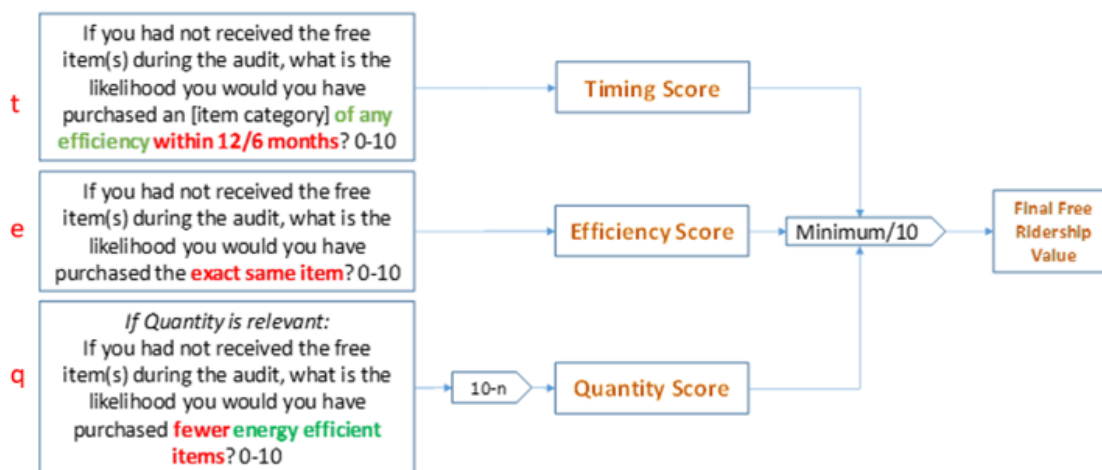 If you had not received the free
item(s) during the audit, what is the
likelihood you would you have
purchased an [item category] of any
efficiency within 12/6 months? 0-10
t
Timing Score
If you had not received the free
item(s) during the audit, what is the
likelihood you would you have
purchased the exact same item? 0-10
e
Efficiency Score
Minimum/10
Final Free
Ridership
Value
If Quantity is relevant:
If you had not received the free
item(s) during the audit, what is the
likelihood you would you have
purchased fewer energy efficient
items? 0-10
q
10-n
Quantity Score